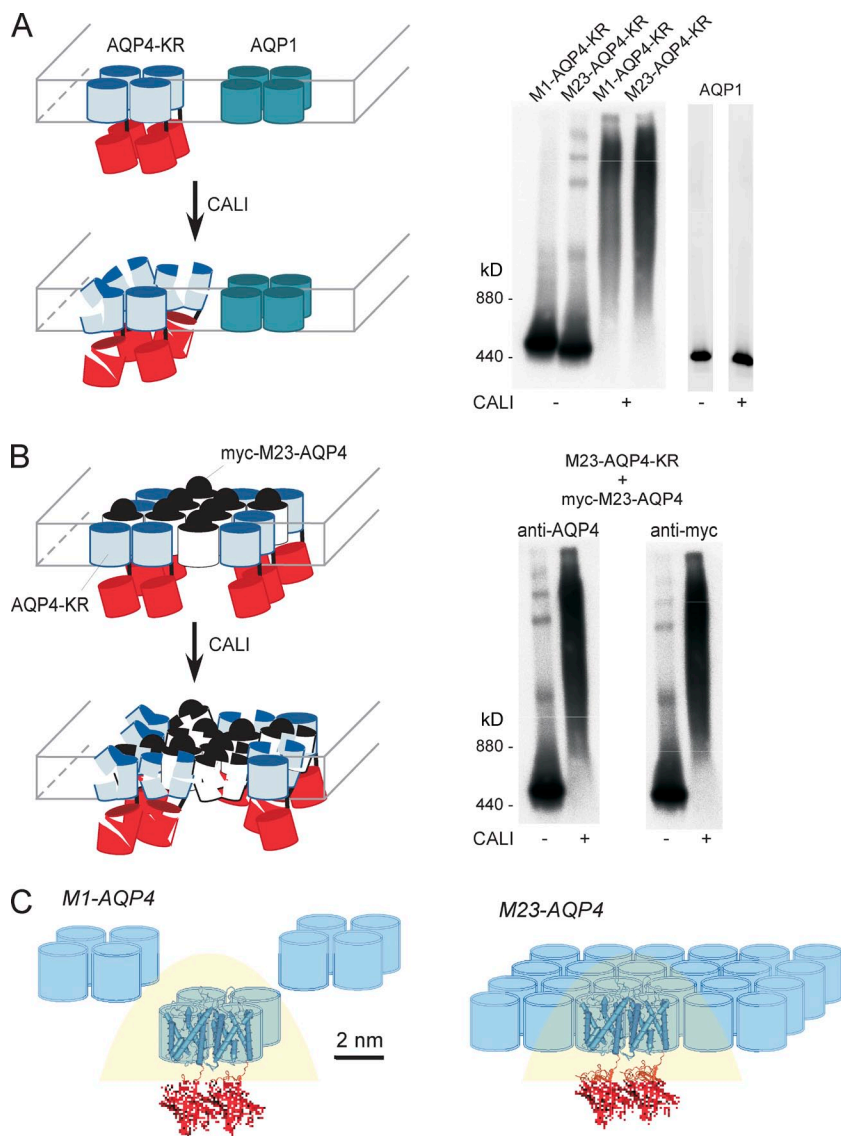 A
AQP4-KR
AQP1
CALI
M1-AQP4-KR
M23-AQP4-KR
M1-AQP4-KR
M23-AQP4-KR
AQP1
kD
880 -
440 -
CALI - + - +
B
myc-M23-AQP4
AQP4-KR
CALI
M23-AQP4-KR
+
myc-M23-AQP4
anti-AQP4 anti-myc
kD
880 -
440 -
CALI - + - +
C
M1-AQP4
2 nm
M23-AQP4